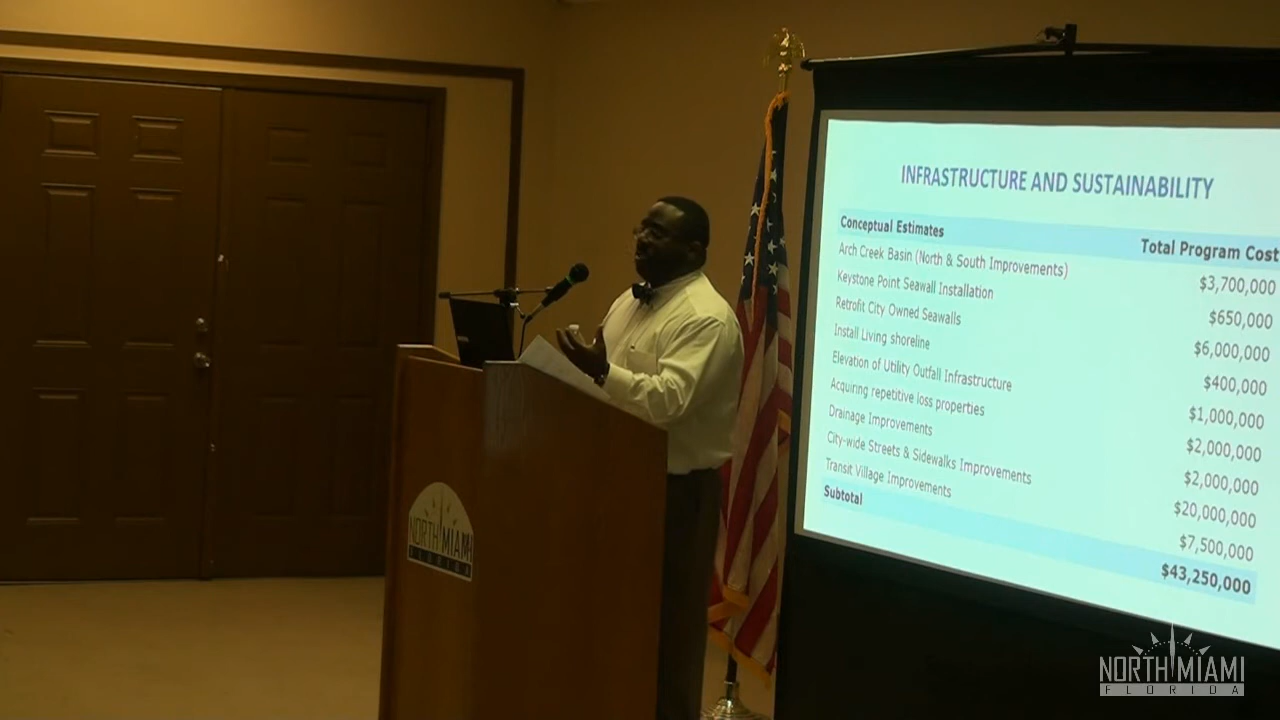 INFRASTRUCTURE AND SUSTAINABILITY
Conceptual Estimates Total Program Cost
Arch Creek Basin (North & South Improvements) $3,700,000
Keystone Point Seawall Installation $650,000
Retrofit City Owned Seawalls $6,000,000
Install Living shoreline $400,000
Elevation of Utility Outfall Infrastructure $1,000,000
Acquiring repetitive loss properties $2,000,000
Drainage Improvements $2,000,000
City-wide Streets & Sidewalks Improvements $20,000,000
Transit Village Improvements $7,500,000
Subtotal $43,250,000
NORTH MIAMI
FLORIDA
NORTH MIAMI
FLORIDA